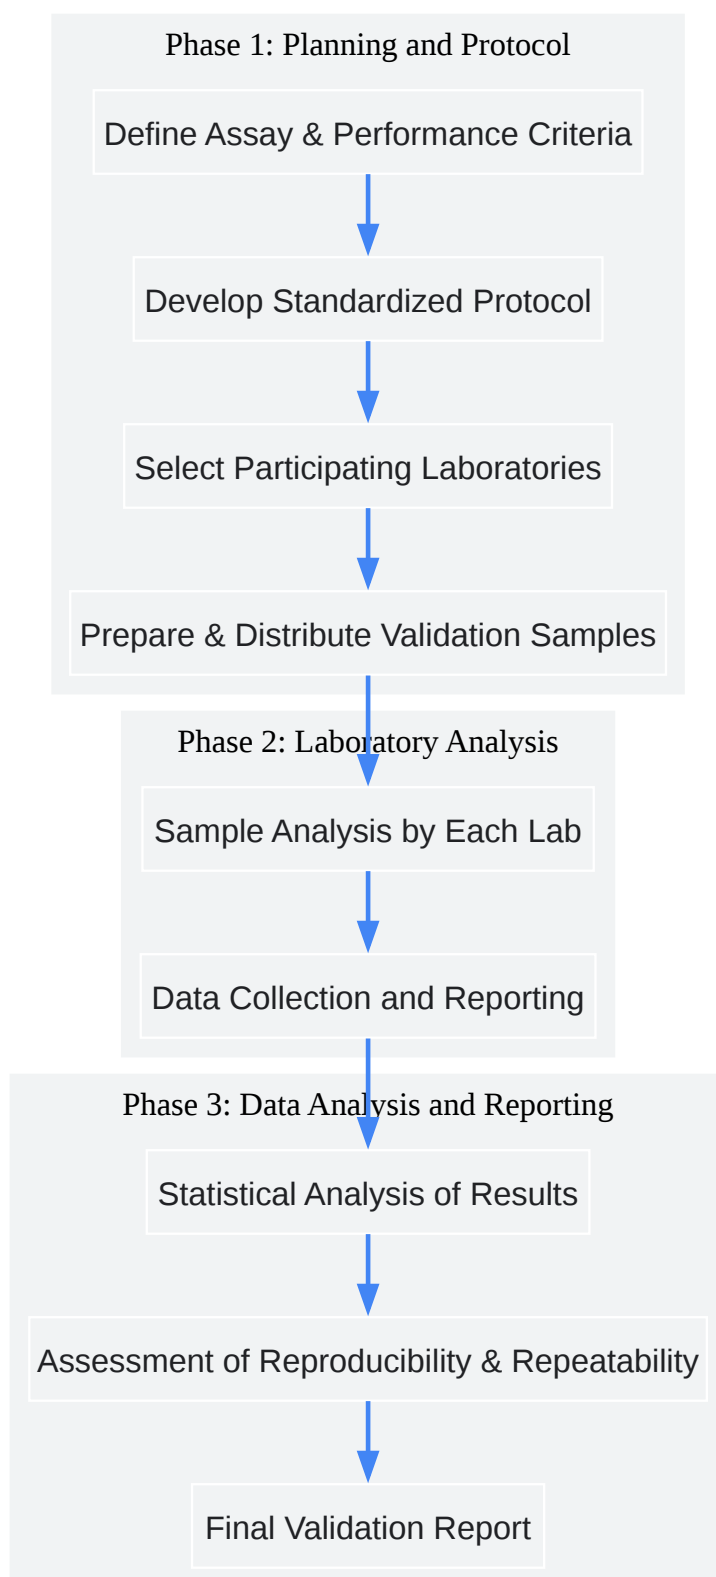 Phase 1: Planning and Protocol
Define Assay & Performance Criteria
Develop Standardized Protocol
Select Participating Laboratories
Prepare & Distribute Validation Samples
Phase 2: Laboratory Analysis
Sample Analysis by Each Lab
Data Collection and Reporting
Phase 3: Data Analysis and Reporting
Statistical Analysis of Results
Assessment of Reproducibility & Repeatability
Final Validation Report